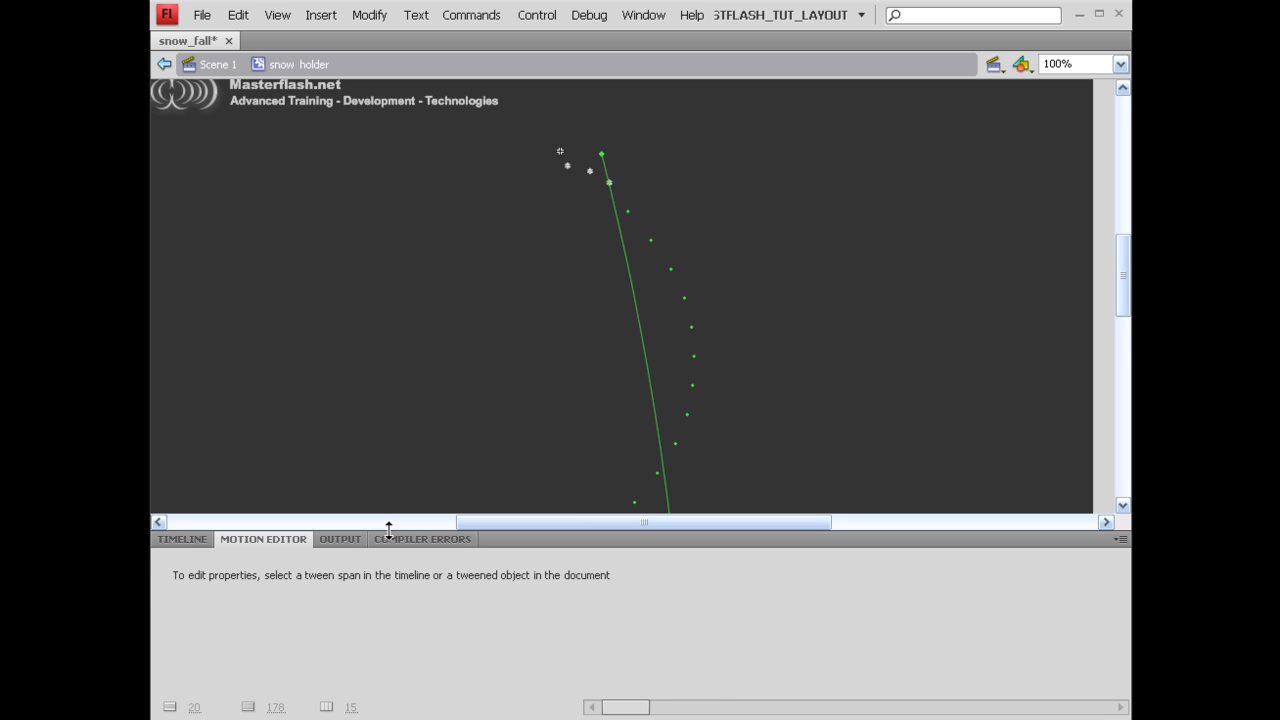 Fl File Edit View Insert Modify Text Commands Control Debug Window Help STFLASH_TUT_LAYOUT
snow_fall*
Scene 1 snow holder 100%
Masterflash.net
Advanced Training - Development - Technologies
TIMELINE MOTION EDITOR OUTPUT COMPILER ERRORS
To edit properties, select a tween span in the timeline or a tweened object in the document
20 178 15